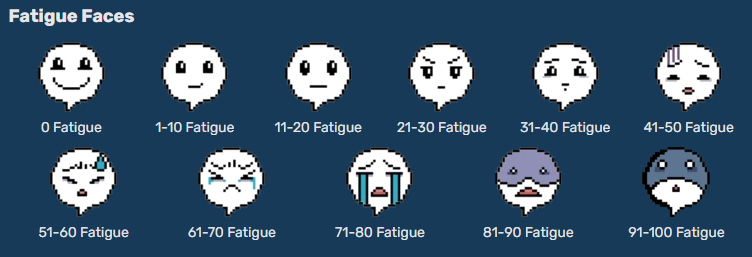 Fatigue Faces
0 Fatigue
1-10 Fatigue
11-20 Fatigue
21-30 Fatigue
31-40 Fatigue
41-50 Fatigue
51-60 Fatigue
61-70 Fatigue
71-80 Fatigue
81-90 Fatigue
91-100 Fatigue